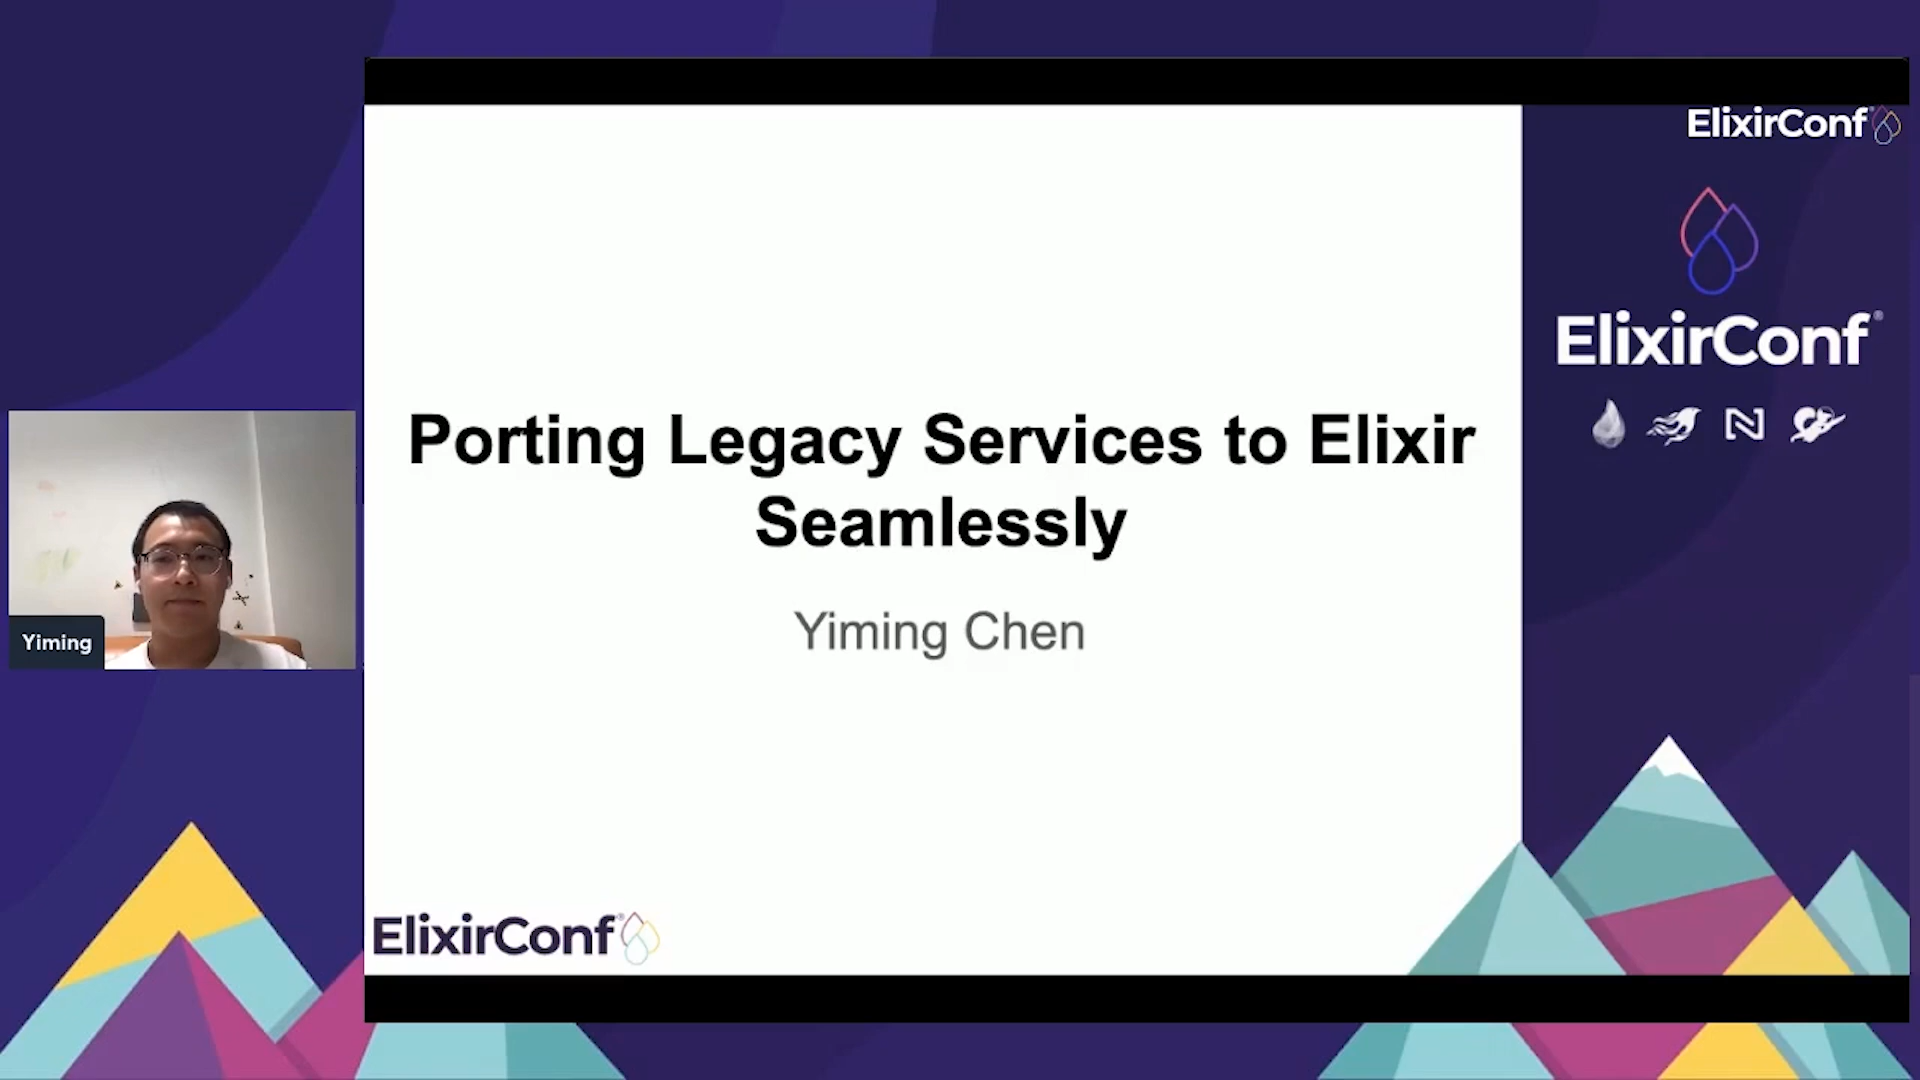 ElixirConf®
ElixirConf®
Porting Legacy Services to Elixir
Seamlessly
Yiming Chen
Yiming
ElixirConf®